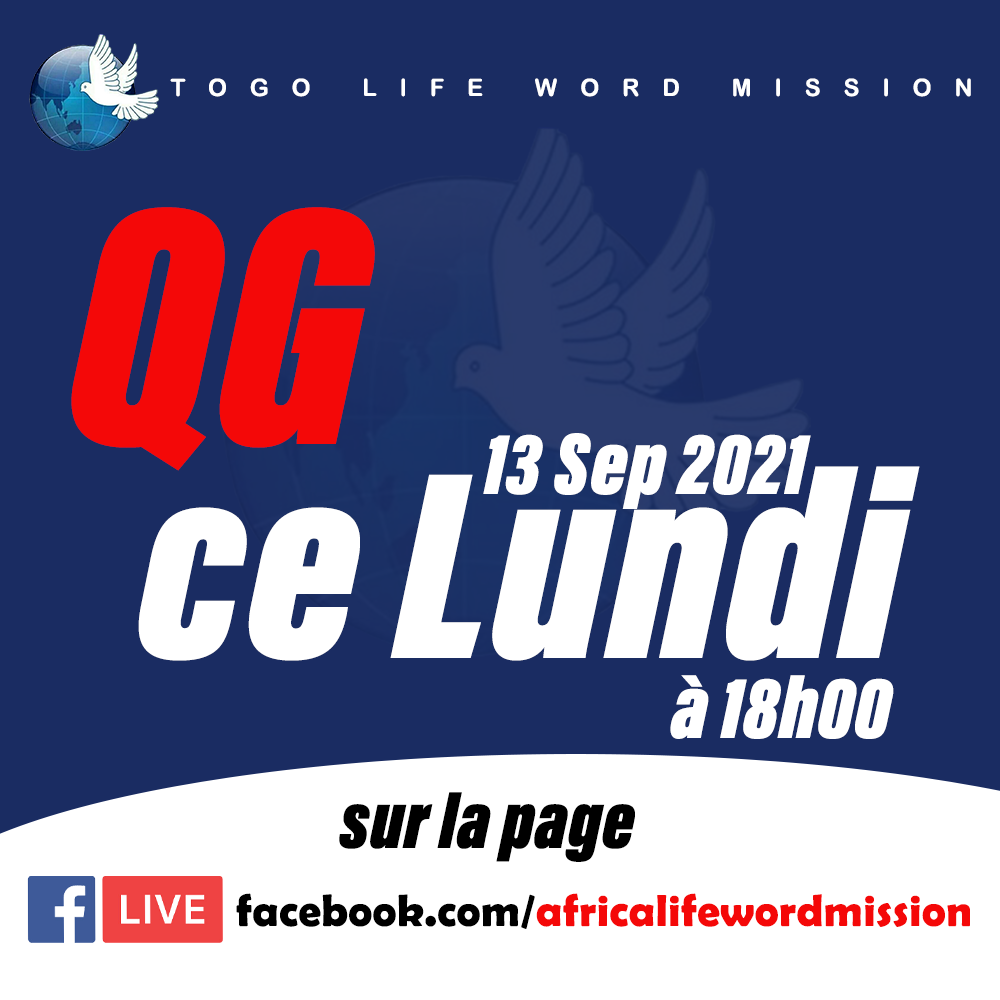 TOGO LIFE WORD MISSION
QG
13 Sep 2021
ce Lundi
à 18h00
sur la page
f LIVE facebook.com/africalifewordmission